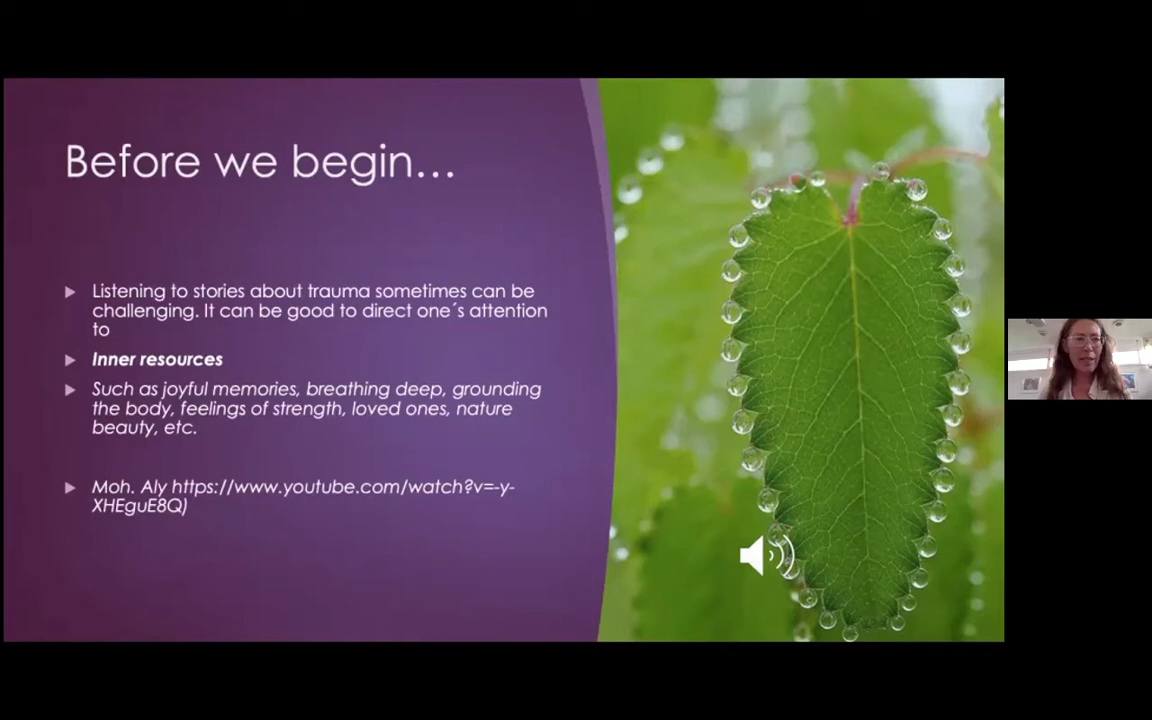 Before we begin...
Listening to stories about trauma sometimes can be
challenging. It can be good to direct one´s attention
to
Inner resources
Such as joyful memories, breathing deep, grounding
the body, feelings of strength, loved ones, nature
beauty, etc.
Moh. Aly https://www.youtube.com/watch?v=-y-
XHEguE8Q)